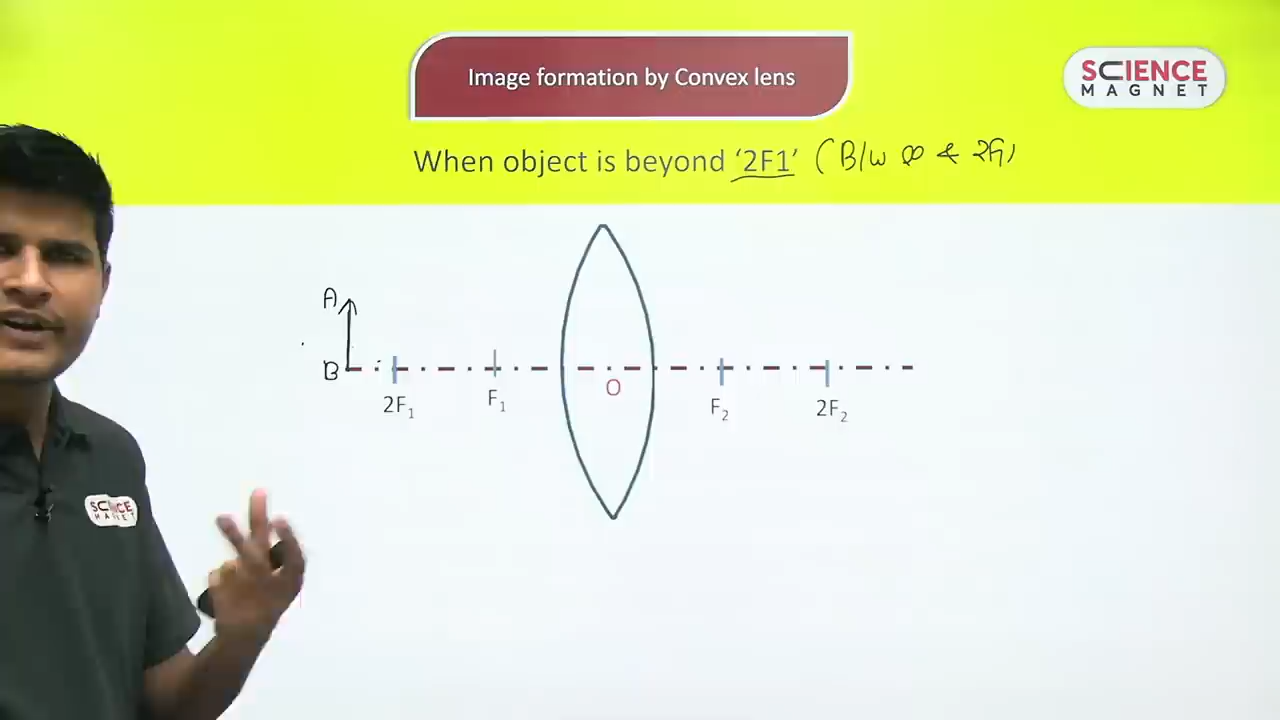 Image formation by Convex lens
SCIENCE
MAGNET
When object is beyond '2F1' (B/w ∞ & 2F1)
A
B
2F1
F1
O
F2
2F2
SCIENCE
MAGNET